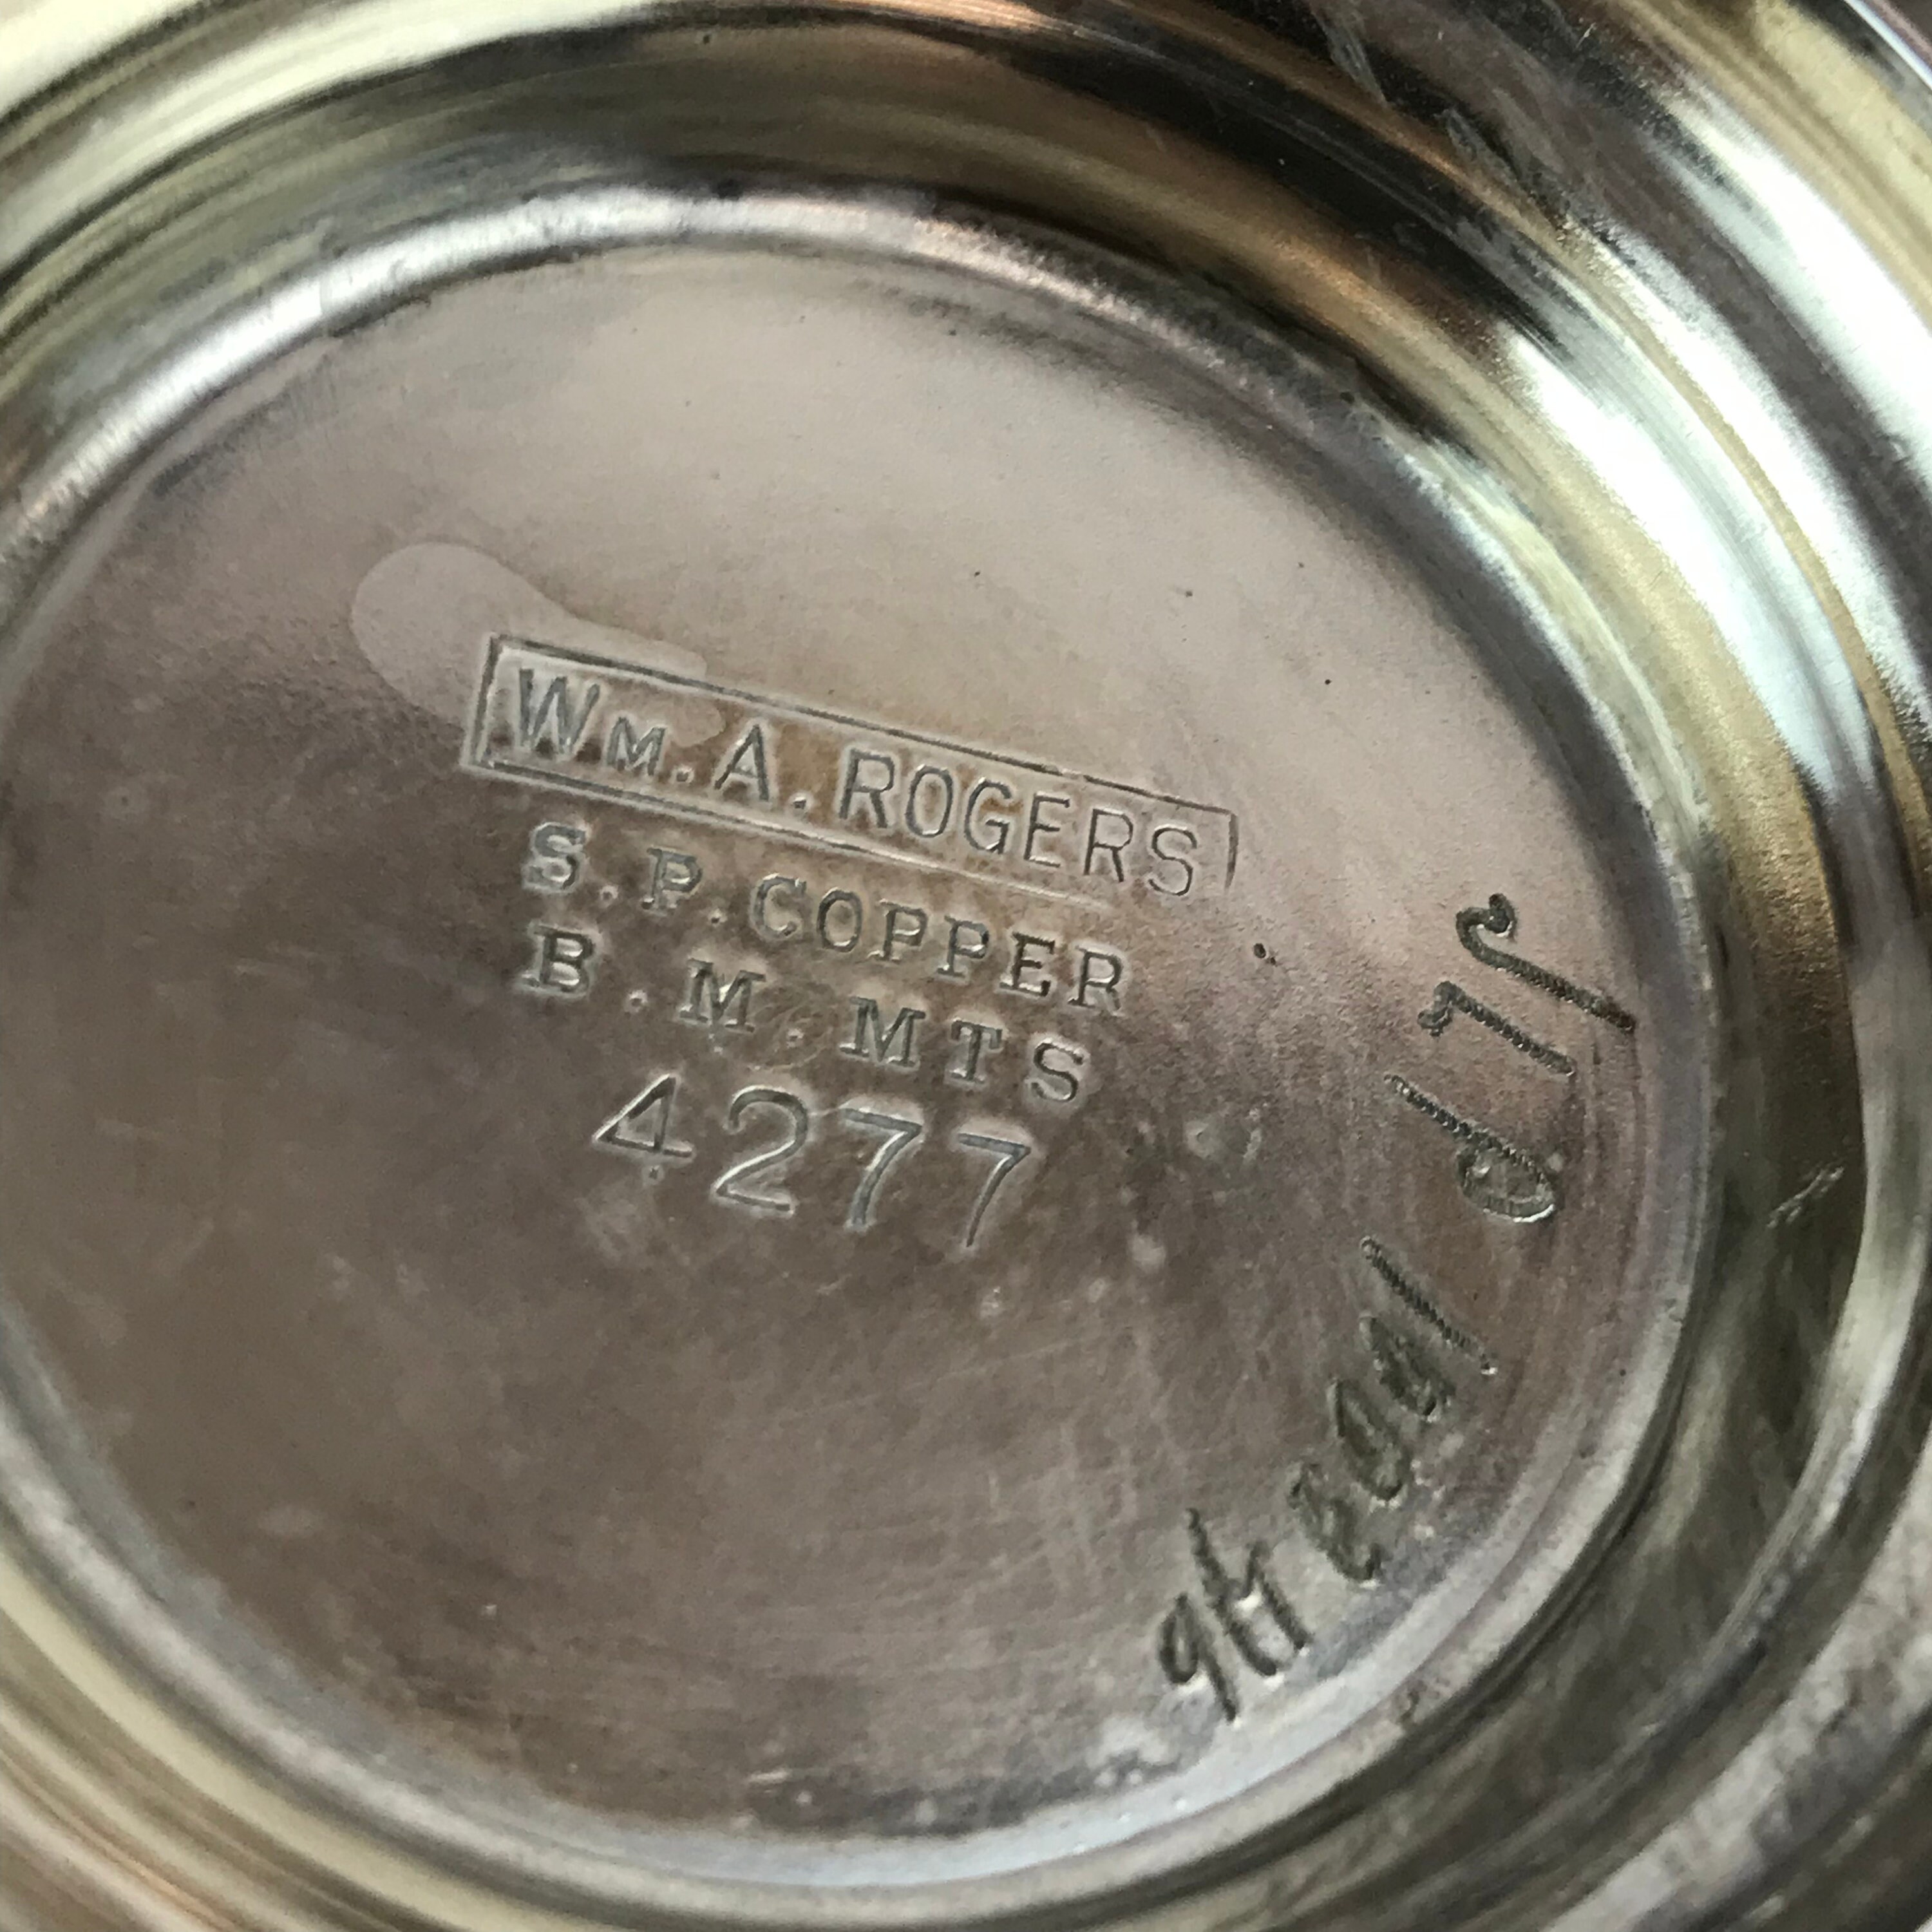 WM. A. ROGERS
S.P. COPPER
B.M. MTS
4277